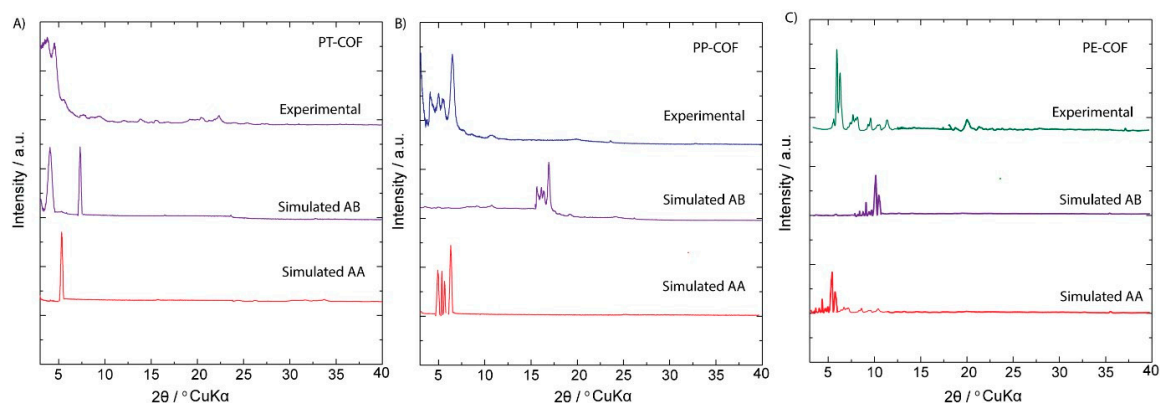 A)
PT-COF
Experimental
Simulated AB
Simulated AA
Intensity / a.u.
5 10 15 20 25 30 35 40
2θ / °CuKα
B)
PP-COF
Experimental
Simulated AB
Simulated AA
Intensity / a.u.
5 10 15 20 25 30 35 40
2θ / °CuKα
C)
PE-COF
Experimental
Simulated AB
Simulated AA
Intensity / a.u.
5 10 15 20 25 30 35 40
2θ / °CuKα